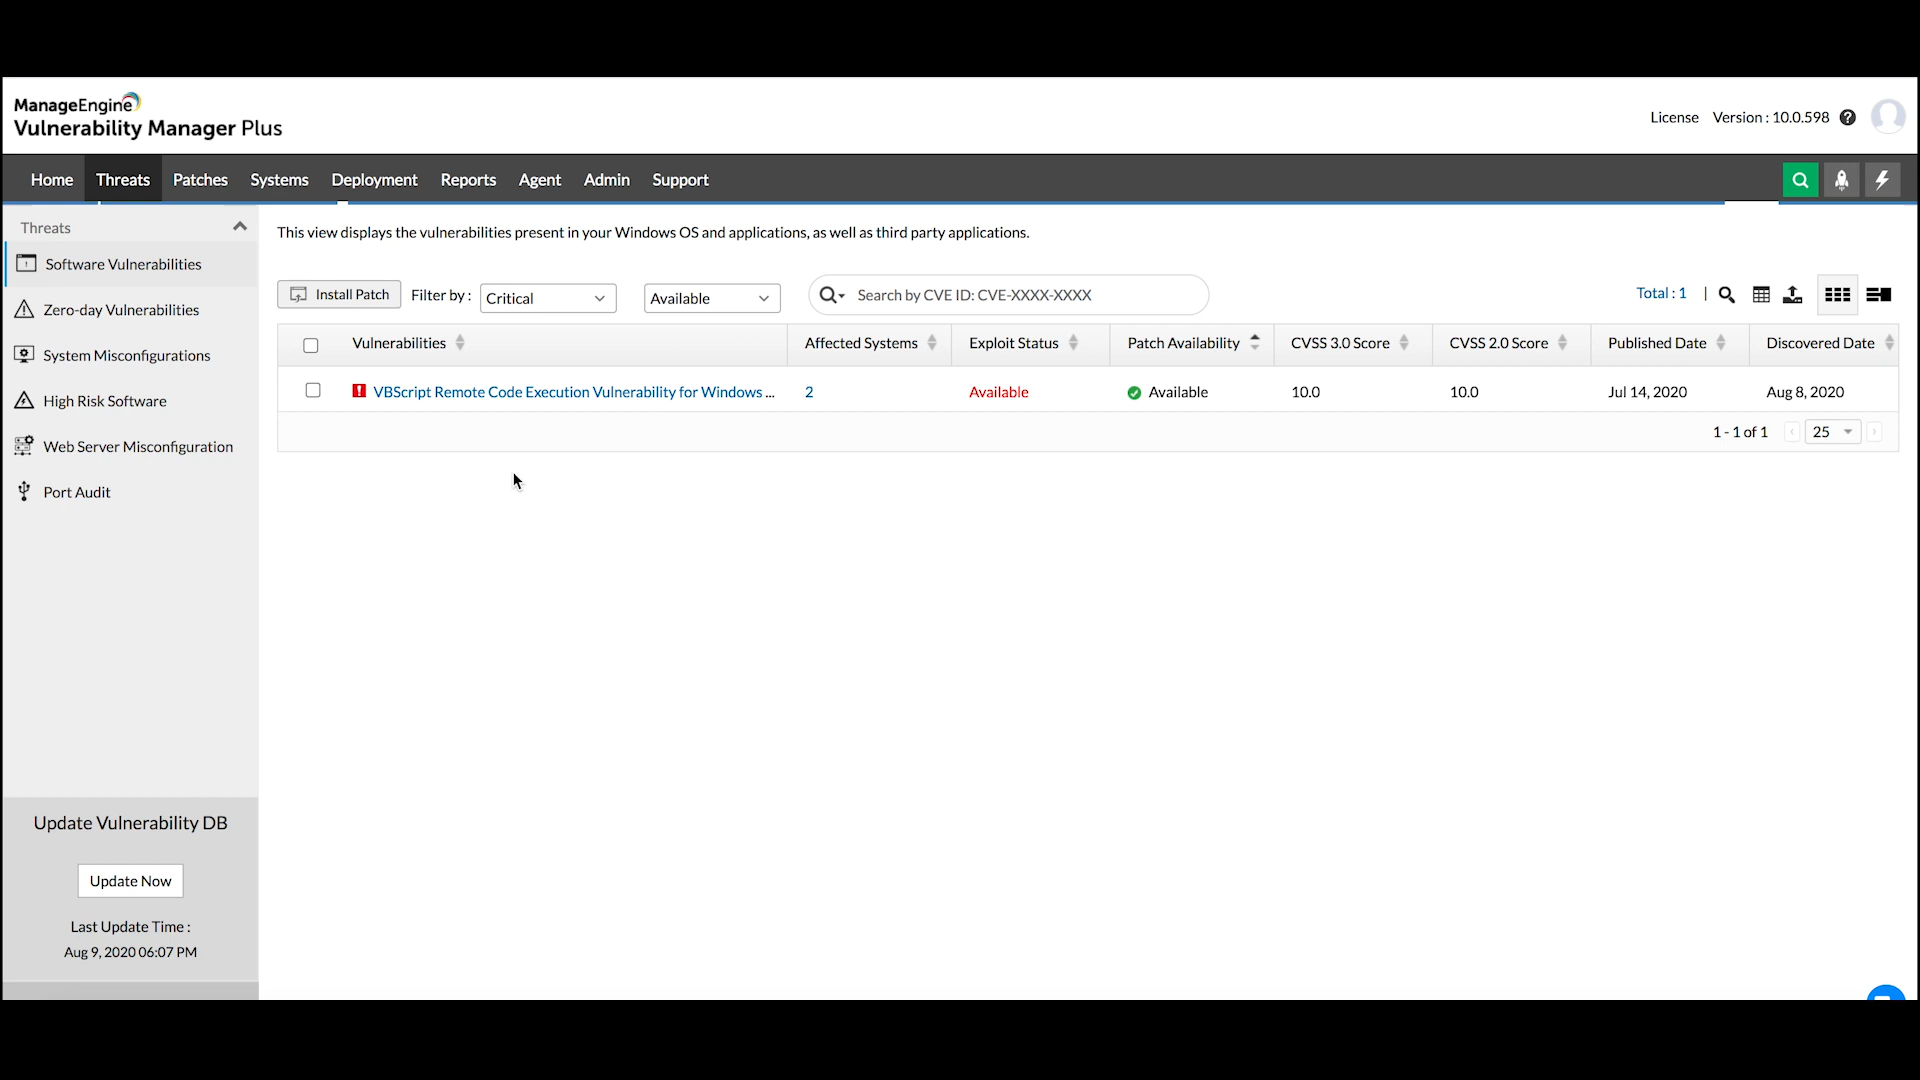 ManageEngine
Vulnerability Manager Plus
License Version : 10.0.598 ?
Home Threats Patches Systems Deployment Reports Agent Admin Support
Threats
Software Vulnerabilities
Zero-day Vulnerabilities
System Misconfigurations
High Risk Software
Web Server Misconfiguration
Port Audit
Update Vulnerability DB
Update Now
Last Update Time :
Aug 9, 2020 06:07 PM
This view displays the vulnerabilities present in your Windows OS and applications, as well as third party applications.
Install Patch Filter by : Critical Available Search by CVE ID: CVE-XXXX-XXXX Total : 1 |
Vulnerabilities Affected Systems Exploit Status Patch Availability CVSS 3.0 Score CVSS 2.0 Score Published Date Discovered Date
VBScript Remote Code Execution Vulnerability for Windows ... 2 Available Available 10.0 10.0 Jul 14, 2020 Aug 8, 2020
1 - 1 of 1 25